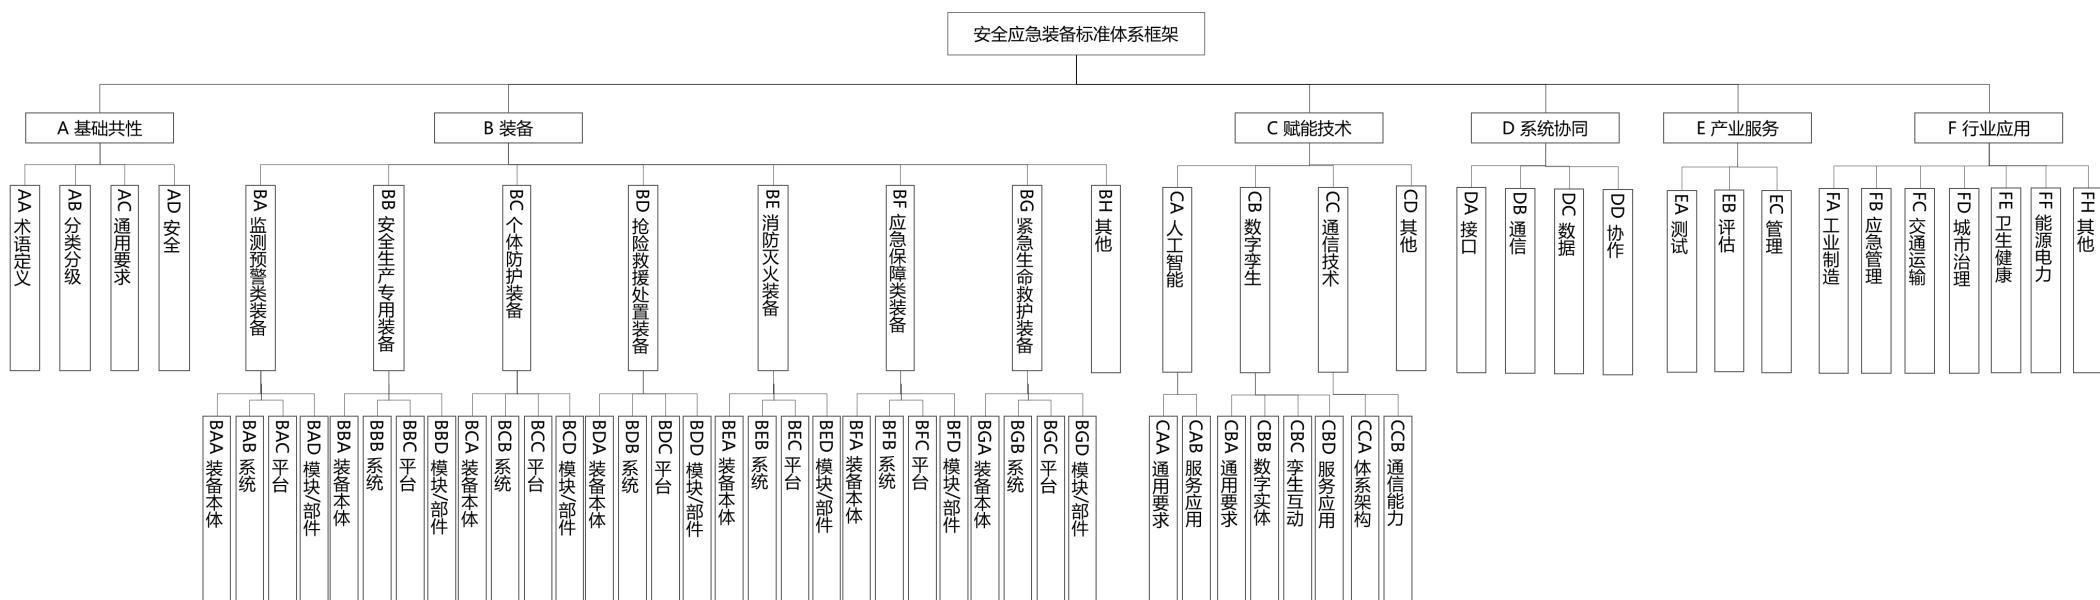 安全应急装备标准体系框架
A 基础共性
B 装备
C 赋能技术
D 系统协同
E 产业服务
F 行业应用
AA 术语定义
AB 分类分级
AC 通用要求
AD 安全
BA 监测预警类装备
BB 安全生产专用装备
BC 个体防护装备
BD 抢险救援处置装备
BE 消防灭火装备
BF 应急保障类装备
BG 紧急生命救护装备
BH 其他
CA 人工智能
CB 数字孪生
CC 通信技术
CD 其他
DA 接口
DB 通信
DC 数据
DD 协作
EA 测试
EB 评估
EC 管理
FA 工业制造
FB 应急管理
FC 交通运输
FD 城市治理
FE 卫生健康
FF 能源电力
FH 其他
BAA 装备本体
BAB 系统
BAC 平台
BAD 模块/部件
BBA 装备本体
BBB 系统
BBC 平台
BBD 模块/部件
BCA 装备本体
BCB 系统
BCC 平台
BCD 模块/部件
BDA 装备本体
BDB 系统
BDC 平台
BDD 模块/部件
BEA 装备本体
BEB 系统
BEC 平台
BED 模块/部件
BFA 装备本体
BFB 系统
BFC 平台
BFD 模块/部件
BGA 装备本体
BGB 系统
BGC 平台
BGD 模块/部件
CAA 通用要求
CAB 服务应用
CBA 通用要求
CBB 数字实体
CBC 孪生互动
CBD 服务应用
CCA 体系架构
CCB 通信能力